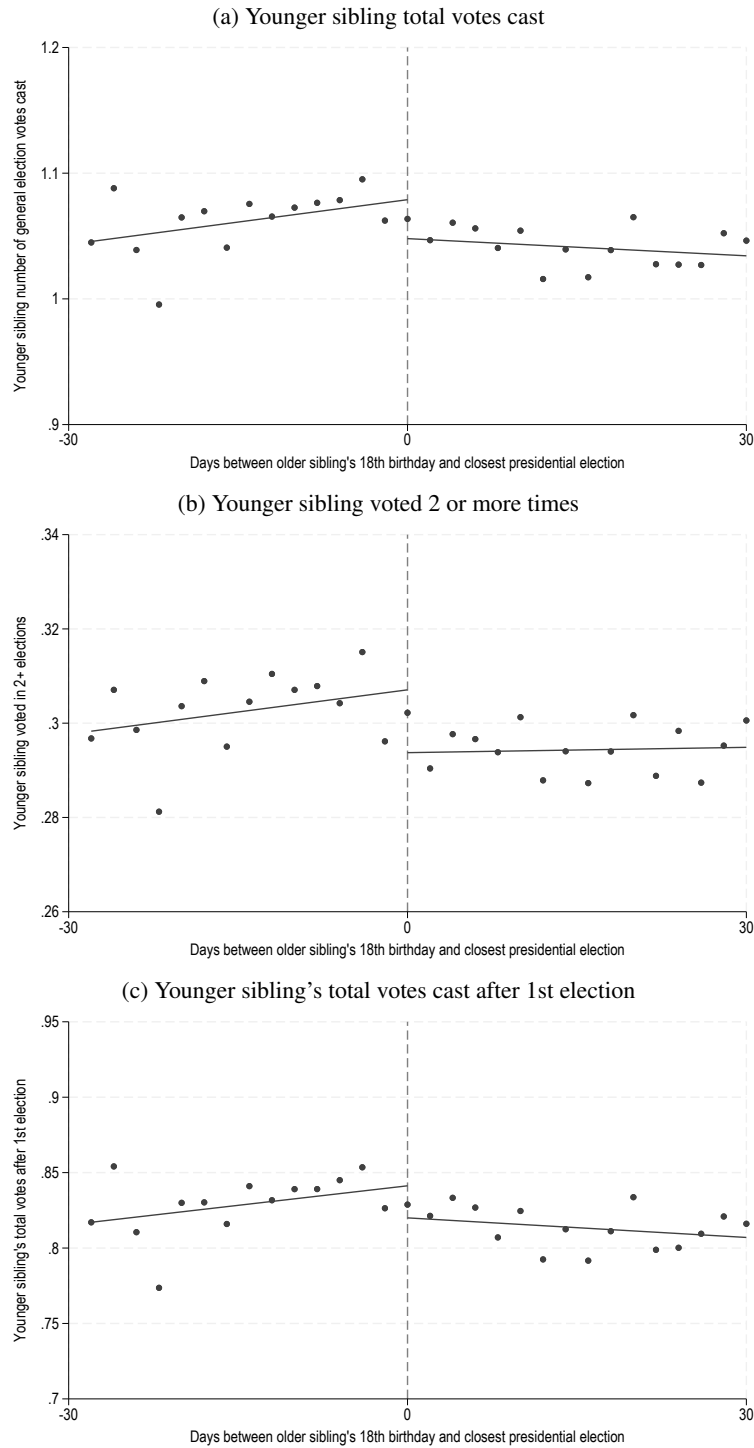 (a) Younger sibling total votes cast
Younger sibling number of general election votes cast
1.2
1.1
1
.9
-30
0
30
Days between older sibling's 18th birthday and closest presidential election
(b) Younger sibling voted 2 or more times
Younger sibling voted in 2+ elections
.34
.32
.3
.28
.26
-30
0
30
Days between older sibling's 18th birthday and closest presidential election
(c) Younger sibling’s total votes cast after 1st election
Younger sibling's total votes after 1st election
.95
.9
.85
.8
.75
.7
-30
0
30
Days between older sibling's 18th birthday and closest presidential election